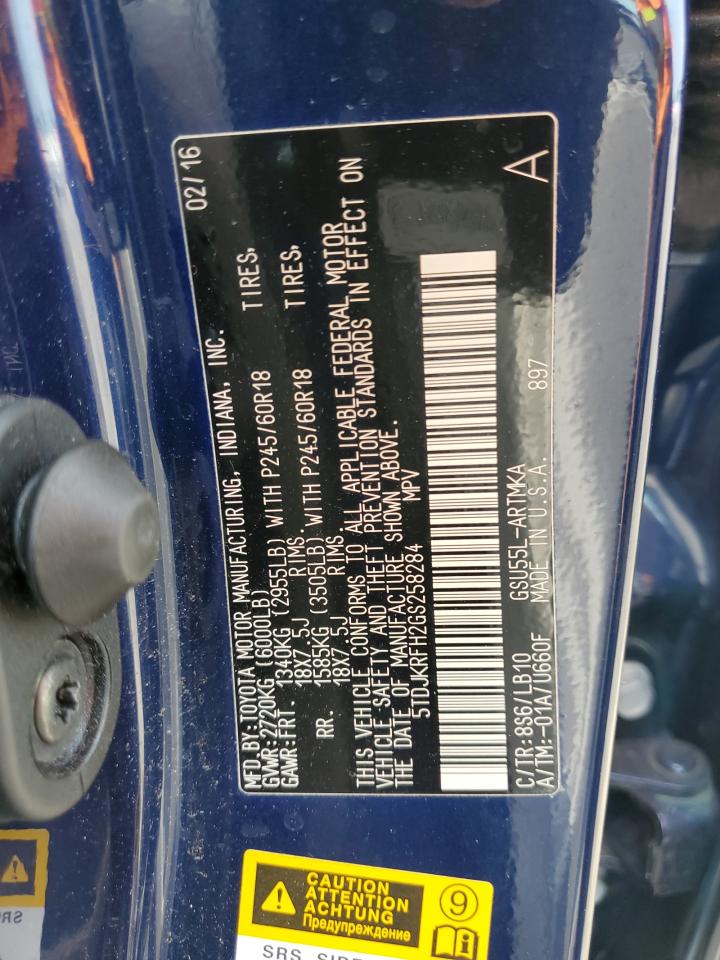 MFD.BY:TOYOTA MOTOR MANUFACTURING, INDIANA, INC. 02/16
GVWR:2720KG (6000LB)
GAWR:FRT. 1340KG (2955LB) WITH P245/60R18 TIRES,
18X7.5J RIMS.
RR. 1585KG (3505LB) WITH P245/60R18 TIRES,
18X7.5J RIMS.
THIS VEHICLE CONFORMS TO ALL APPLICABLE FEDERAL MOTOR
VEHICLE SAFETY AND THEFT PREVENTION STANDARDS IN EFFECT ON
THE DATE OF MANUFACTURE SHOWN ABOVE.
5TDJKRFH2GS258284 MPV
C/TR:8S6/LB10 GSU55L-ARTMKA
A/TM:-01A/U660F MADE IN U.S.A. 897 A
CAUTION
ATTENTION
ACHTUNG
Предупреждение
9
SRS SIDE
SRS